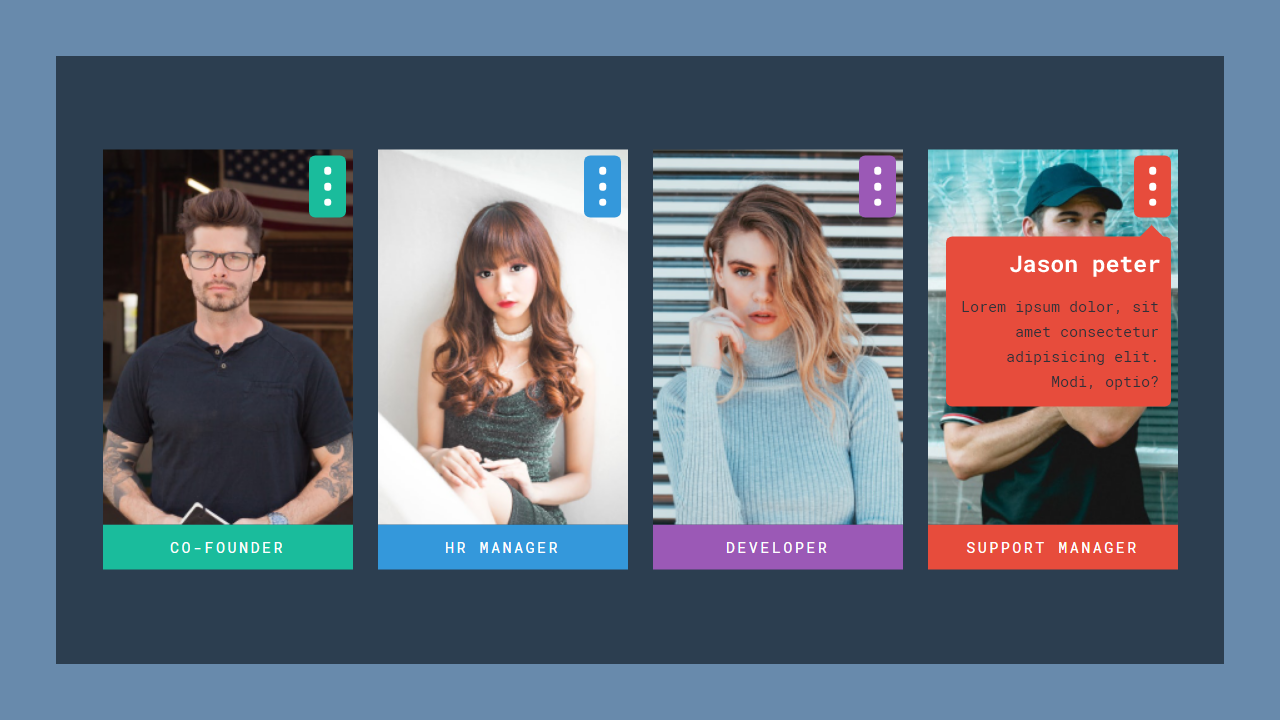 Jason peter
Lorem ipsum dolor, sit
amet consectetur
adipisicing elit.
Modi, optio?
CO-FOUNDER
HR MANAGER
DEVELOPER
SUPPORT MANAGER